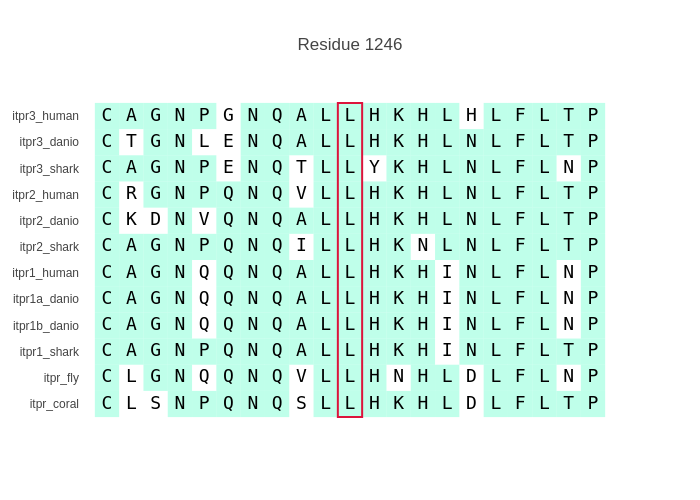 Residue 1246
itpr3_human C A G N P G N Q A L L H K H L H L F L T P
itpr3_danio C T G N L E N Q A L L H K H L N L F L T P
itpr3_shark C A G N P E N Q T L L Y K H L N L F L N P
itpr2_human C R G N P Q N Q V L L H K H L N L F L T P
itpr2_danio C K D N V Q N Q A L L H K H L N L F L T P
itpr2_shark C A G N P Q N Q I L L H K N L N L F L T P
itpr1_human C A G N Q Q N Q A L L H K H I N L F L N P
itpr1a_danio C A G N Q Q N Q A L L H K H I N L F L N P
itpr1b_danio C A G N Q Q N Q A L L H K H I N L F L N P
itpr1_shark C A G N P Q N Q A L L H K H I N L F L T P
itpr_fly C L G N Q Q N Q V L L H N H L D L F L N P
itpr_coral C L S N P Q N Q S L L H K H L D L F L T P